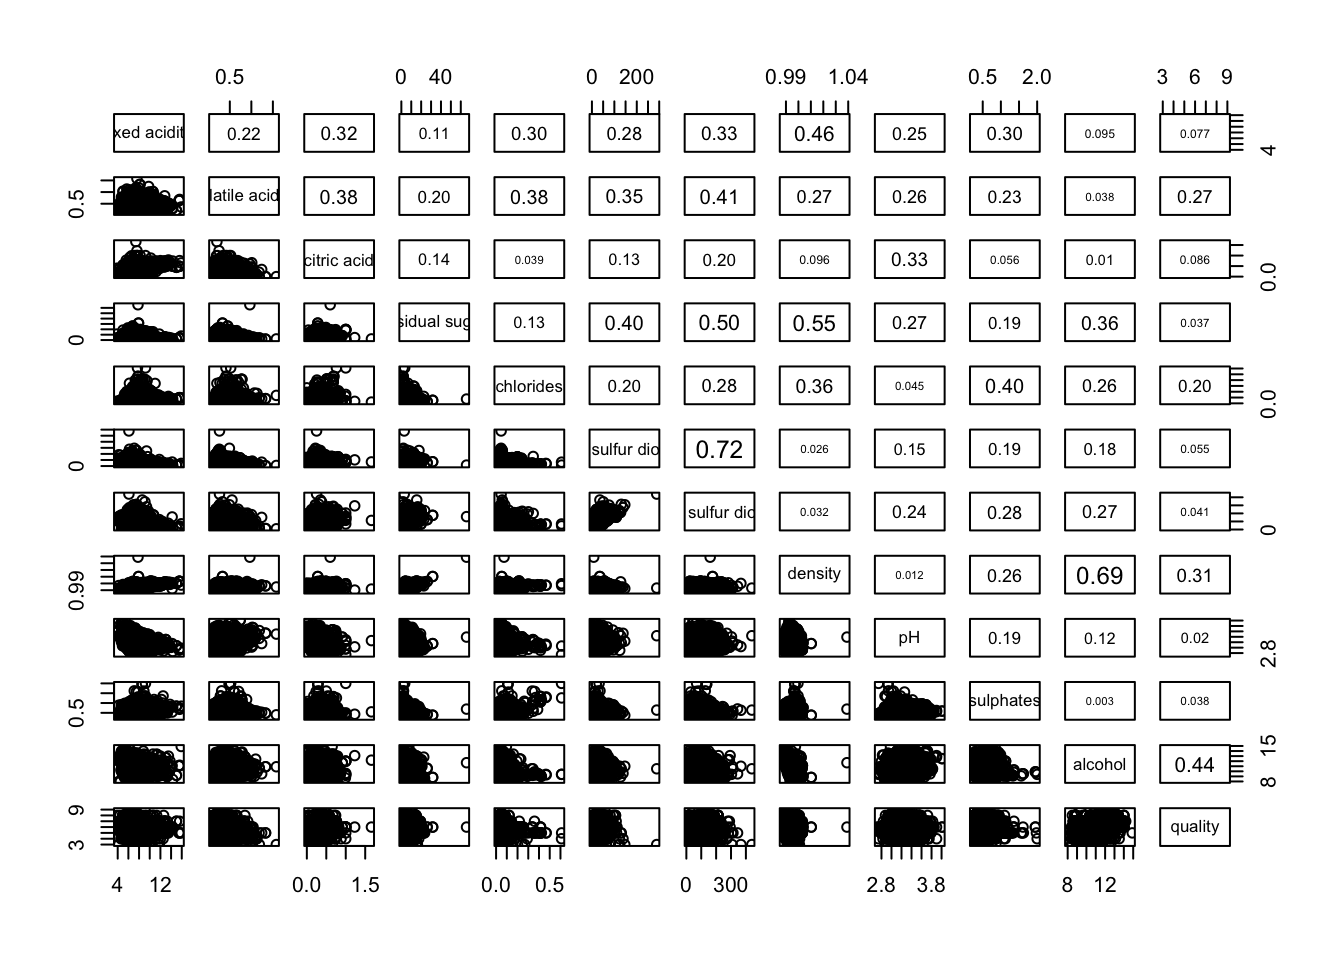 0.5 0 40 0 200 0.99 1.04 0.5 2.0 3 6 9
xed acidit 0.22 0.32 0.11 0.30 0.28 0.33 0.46 0.25 0.30 0.095 0.077 4
0.5 latile acid 0.38 0.20 0.38 0.35 0.41 0.27 0.26 0.23 0.038 0.27
citric acid 0.14 0.039 0.13 0.20 0.096 0.33 0.056 0.01 0.086 0.0
0 sidual sug 0.13 0.40 0.50 0.55 0.27 0.19 0.36 0.037
chlorides 0.20 0.28 0.36 0.045 0.40 0.26 0.20 0.0
0 sulfur dio 0.72 0.026 0.15 0.19 0.18 0.055
sulfur dio 0.032 0.24 0.28 0.27 0.041 0
0.99 density 0.012 0.26 0.69 0.31
pH 0.19 0.12 0.02 2.8
0.5 sulphates 0.003 0.038
alcohol 0.44 8 15
3 9 quality
4 12 0.0 1.5 0.0 0.5 0 300 2.8 3.8 8 12